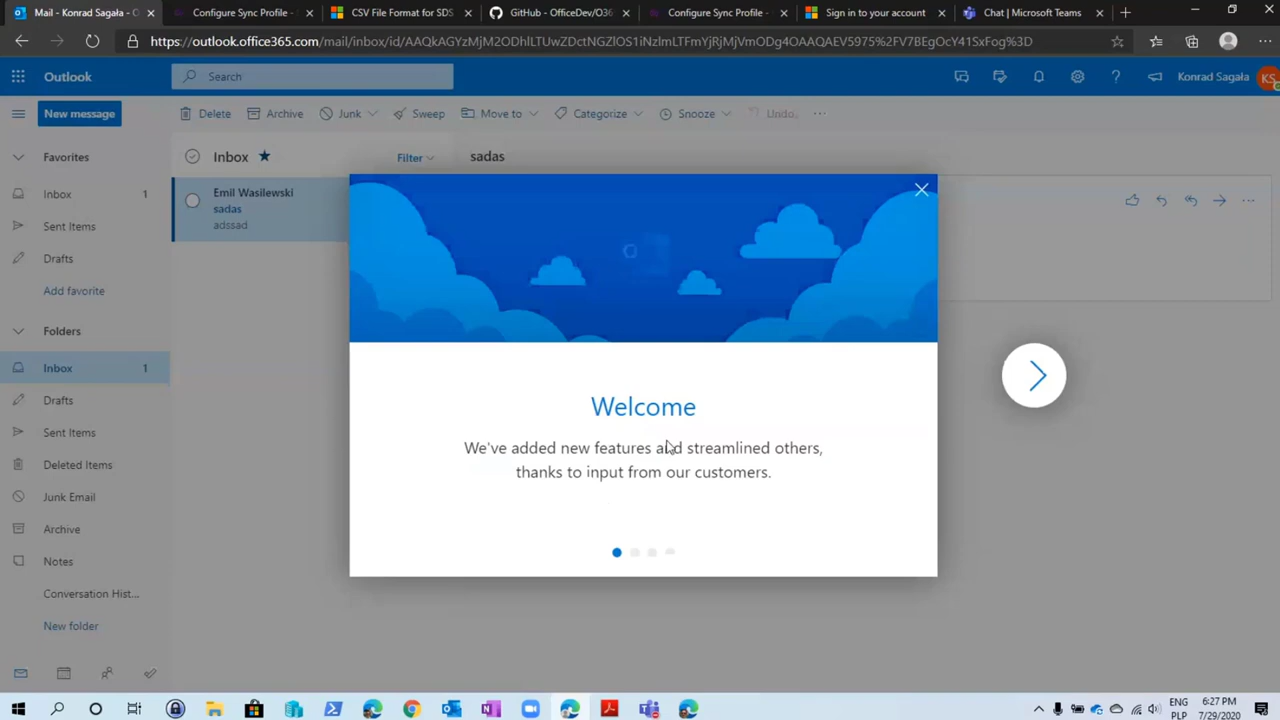 Mail - Konrad Sagała - O
Configure Sync Profile -
CSV File Format for SDS
GitHub - OfficeDev/O36
Configure Sync Profile -
Sign in to your account
Chat | Microsoft Teams
https://outlook.office365.com/mail/inbox/id/AAQkAGYzMjM2ODhlLTUwZDctNGZlOS1iNzlmLTFmYjRjMjVmODg4OAAQAEV5975%2FV7BEgOcY41SxFog%3D
Outlook
Search
Konrad Sagała
KS
New message
Delete
Archive
Junk
Sweep
Move to
Categorize
Snooze
Undo
Favorites
Inbox
Filter
sadas
Inbox 1
Emil Wasilewski
sadas
adssad
Sent Items
Drafts
Add favorite
Folders
Inbox 1
Drafts
Sent Items
Deleted Items
Junk Email
Archive
Notes
Conversation Hist...
New folder
Welcome
We've added new features and streamlined others,
thanks to input from our customers.
ENG
PLP
6:27 PM
7/29/2020